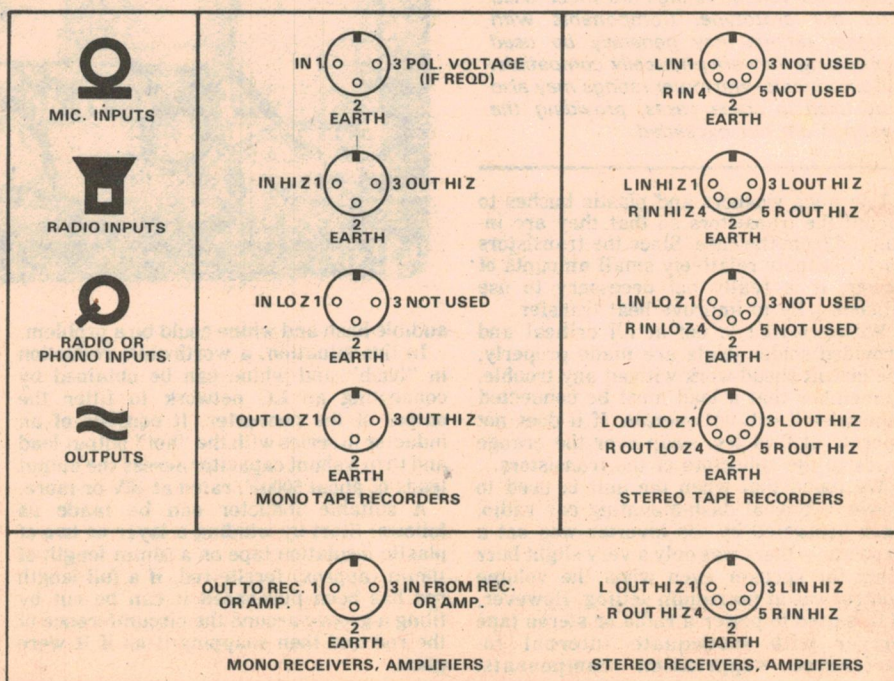 IN 1 3 POL. VOLTAGE
(IF REQD)
2
EARTH
L IN 1 3 NOT USED
R IN 4 5 NOT USED
2
EARTH
MIC. INPUTS
IN HI Z 1 3 OUT HI Z
2
EARTH
L IN HI Z 1 3 L OUT HI Z
R IN HI Z 4 5 R OUT HI Z
2
EARTH
RADIO INPUTS
IN LO Z 1 3 NOT USED
2
EARTH
L IN LO Z 1 3 NOT USED
R IN LO Z 4 5 NOT USED
2
EARTH
RADIO OR
PHONO INPUTS
OUT LO Z 1 3 OUT HI Z
2
EARTH
L OUT LO Z 1 3 L OUT HI Z
R OUT LO Z 4 5 R OUT HI Z
2
EARTH
OUTPUTS
MONO TAPE RECORDERS
STEREO TAPE RECORDERS
OUT TO REC. 1 3 IN FROM REC.
OR AMP. OR AMP.
2
EARTH
MONO RECEIVERS, AMPLIFIERS
3 L IN HI Z
R OUT HI Z 4 5 R IN HI Z
2
EARTH
STEREO RECEIVERS, AMPLIFIERS